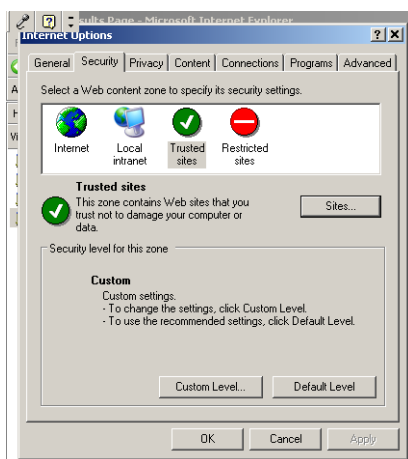 sults Page - Microsoft Internet Explorer
Internet Options
General Security Privacy Content Connections Programs Advanced
Select a Web content zone to specify its security settings.
Internet Local intranet Trusted sites Restricted sites
Trusted sites
This zone contains Web sites that you
trust not to damage your computer or
data.
Sites...
Security level for this zone
Custom
Custom settings.
- To change the settings, click Custom Level.
- To use the recommended settings, click Default Level.
Custom Level... Default Level
OK Cancel Apply